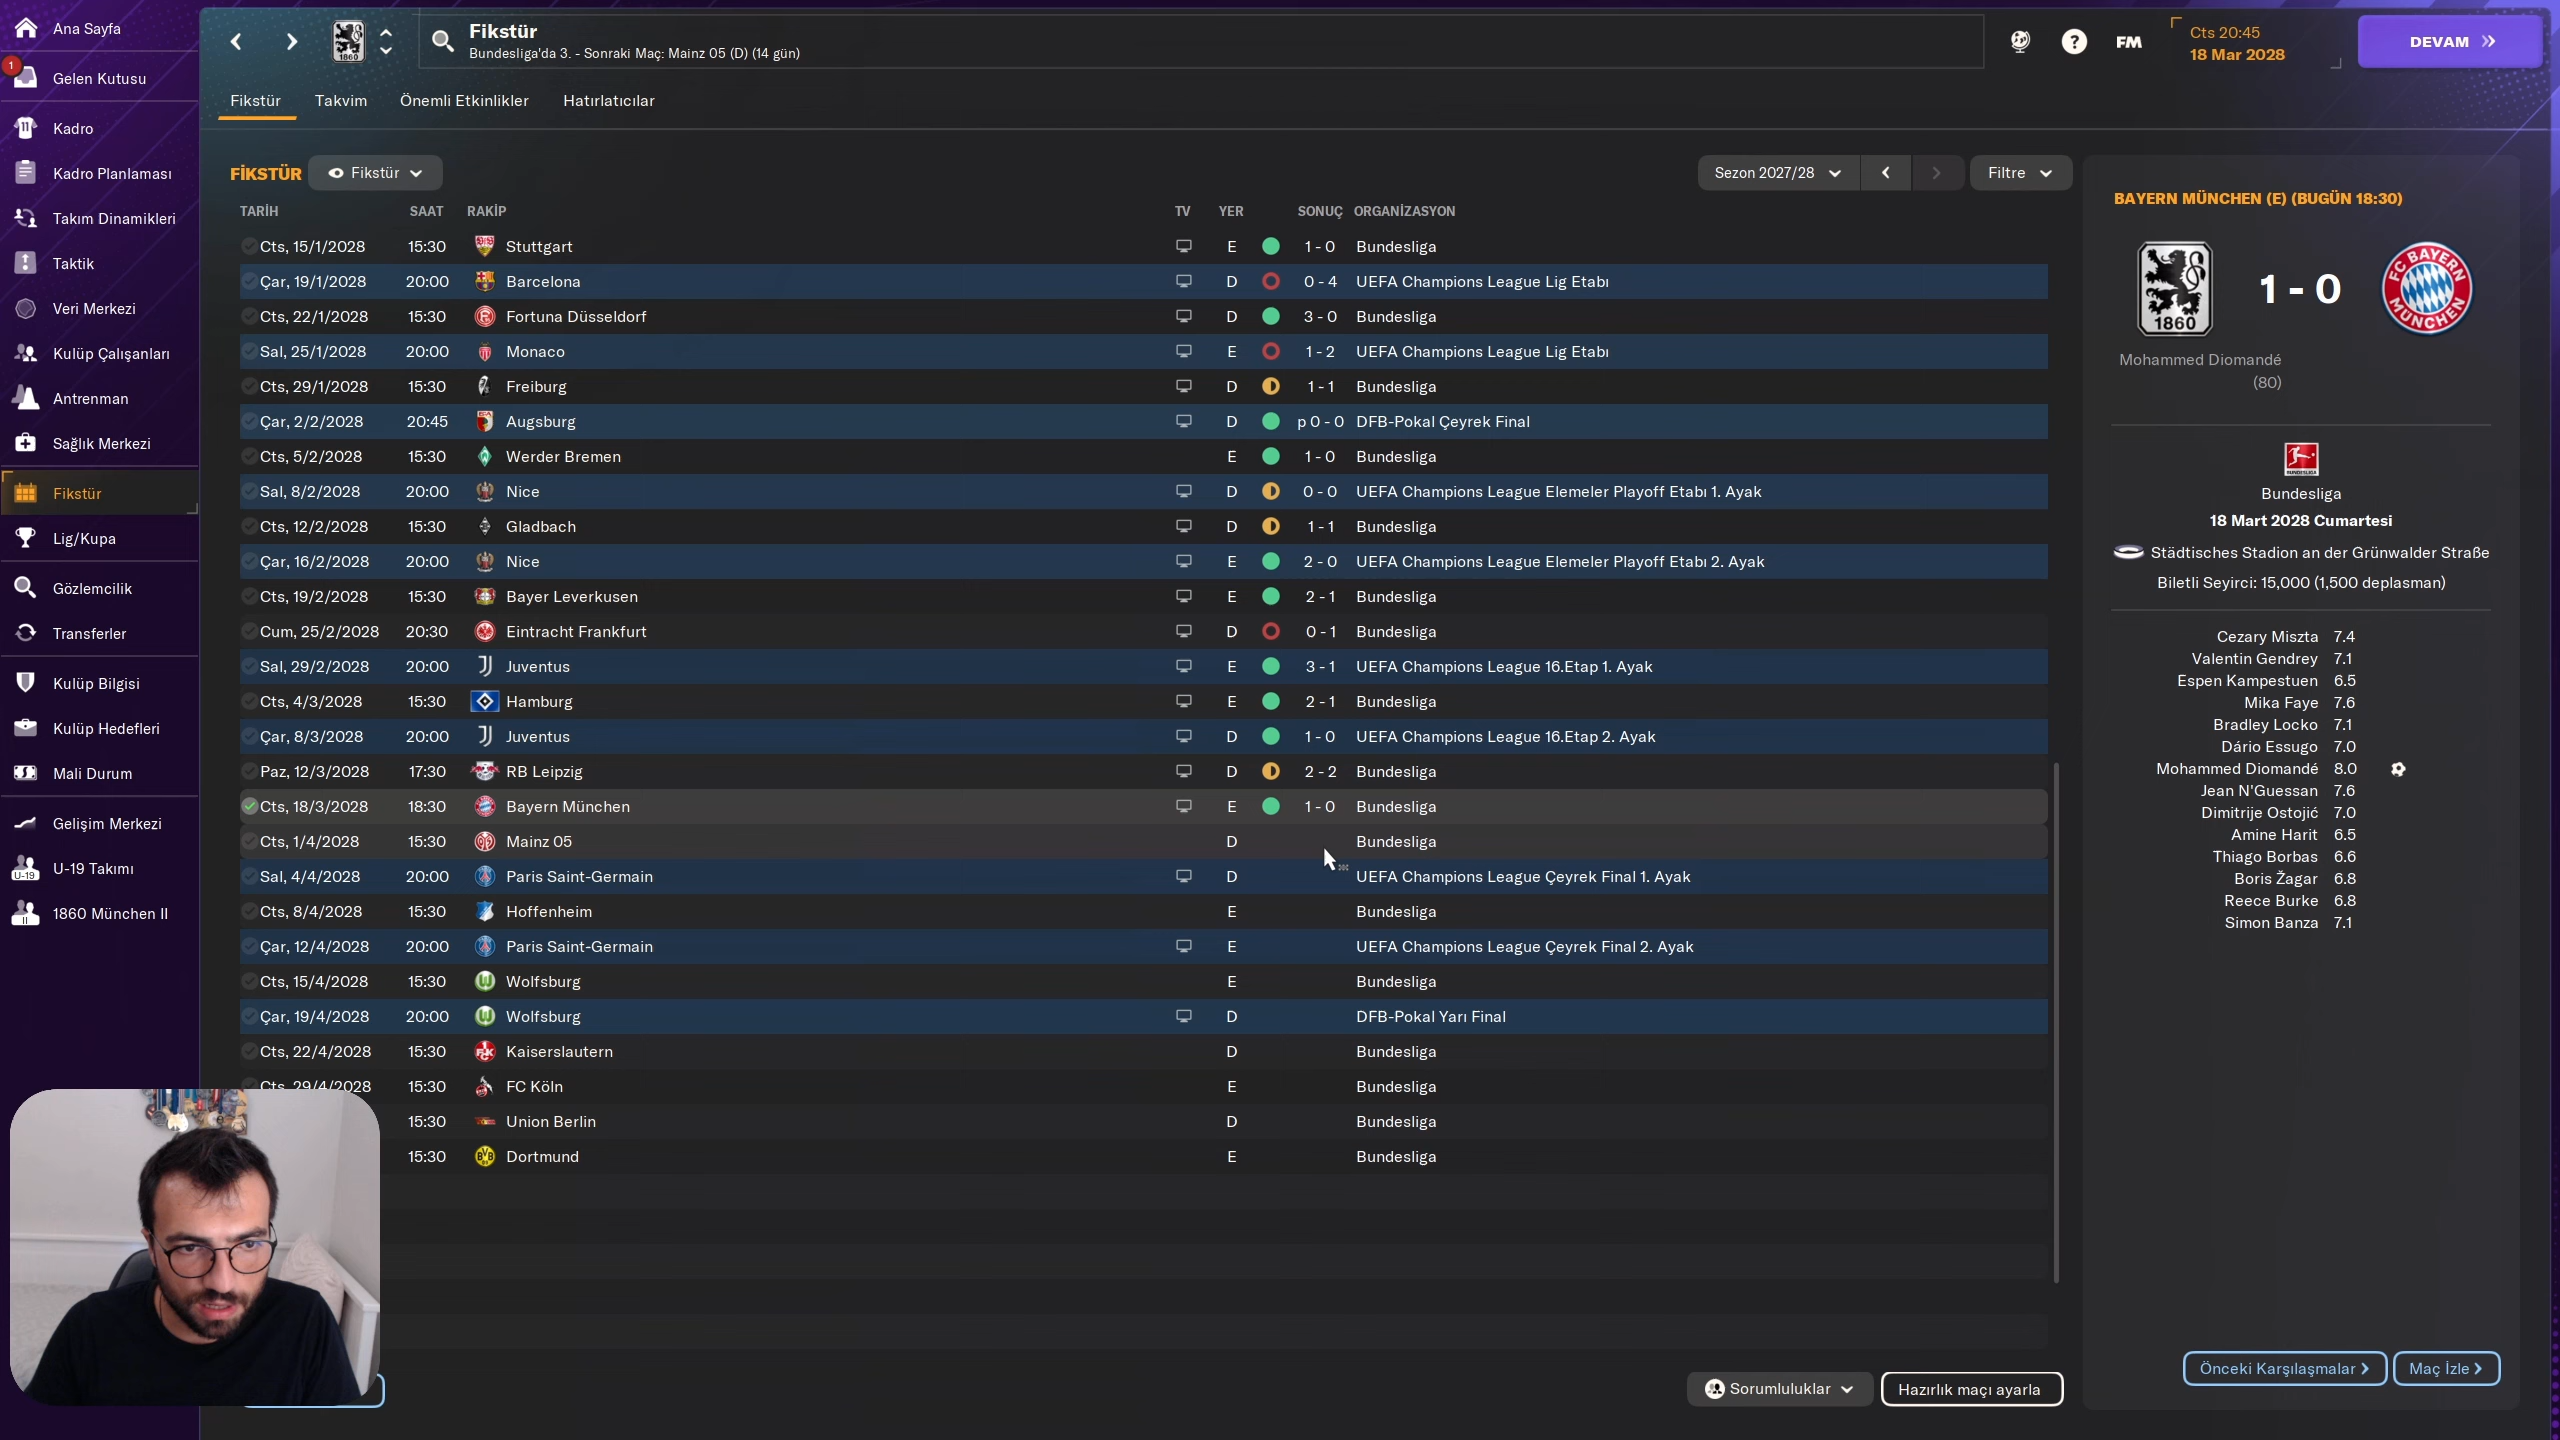 Ana Sayfa
1
Gelen Kutusu
Kadro
Kadro Planlaması
Takım Dinamikleri
Taktik
Veri Merkezi
Kulüp Çalışanları
Antrenman
Sağlık Merkezi
Fikstür
Lig/Kupa
Gözlemcilik
Transferler
Kulüp Bilgisi
Kulüp Hedefleri
Mali Durum
Gelişim Merkezi
U-19 Takımı
1860 München II
Fikstür
Bundesliga'da 3. - Sonraki Maç: Mainz 05 (D) (14 gün)
FM
Cts 20:45
18 Mar 2028
DEVAM
Fikstür Takvim Önemli Etkinlikler Hatırlatıcılar
FİKSTÜR Fikstür Sezon 2027/28 Filtre
TARİH SAAT RAKİP TV YER SONUÇ ORGANİZASYON
Cts, 15/1/2028 15:30 Stuttgart E 1 - 0 Bundesliga
Çar, 19/1/2028 20:00 Barcelona D 0 - 4 UEFA Champions League Lig Etabı
Cts, 22/1/2028 15:30 Fortuna Düsseldorf D 3 - 0 Bundesliga
Sal, 25/1/2028 20:00 Monaco E 1 - 2 UEFA Champions League Lig Etabı
Cts, 29/1/2028 15:30 Freiburg D 1 - 1 Bundesliga
Çar, 2/2/2028 20:45 Augsburg D p 0 - 0 DFB-Pokal Çeyrek Final
Cts, 5/2/2028 15:30 Werder Bremen E 1 - 0 Bundesliga
Sal, 8/2/2028 20:00 Nice D 0 - 0 UEFA Champions League Elemeler Playoff Etabı 1. Ayak
Cts, 12/2/2028 15:30 Gladbach D 1 - 1 Bundesliga
Çar, 16/2/2028 20:00 Nice E 2 - 0 UEFA Champions League Elemeler Playoff Etabı 2. Ayak
Cts, 19/2/2028 15:30 Bayer Leverkusen E 2 - 1 Bundesliga
Cum, 25/2/2028 20:30 Eintracht Frankfurt D 0 - 1 Bundesliga
Sal, 29/2/2028 20:00 Juventus E 3 - 1 UEFA Champions League 16.Etap 1. Ayak
Cts, 4/3/2028 15:30 Hamburg E 2 - 1 Bundesliga
Çar, 8/3/2028 20:00 Juventus D 1 - 0 UEFA Champions League 16.Etap 2. Ayak
Paz, 12/3/2028 17:30 RB Leipzig D 2 - 2 Bundesliga
Cts, 18/3/2028 18:30 Bayern München E 1 - 0 Bundesliga
Cts, 1/4/2028 15:30 Mainz 05 D Bundesliga
Sal, 4/4/2028 20:00 Paris Saint-Germain D UEFA Champions League Çeyrek Final 1. Ayak
Cts, 8/4/2028 15:30 Hoffenheim E Bundesliga
Çar, 12/4/2028 20:00 Paris Saint-Germain E UEFA Champions League Çeyrek Final 2. Ayak
Cts, 15/4/2028 15:30 Wolfsburg E Bundesliga
Çar, 19/4/2028 20:00 Wolfsburg D DFB-Pokal Yarı Final
Cts, 22/4/2028 15:30 Kaiserslautern D Bundesliga
Cts, 29/4/2028 15:30 FC Köln E Bundesliga
15:30 Union Berlin D Bundesliga
15:30 Dortmund E Bundesliga
Sorumluluklar Hazırlık maçı ayarla
BAYERN MÜNCHEN (E) (BUGÜN 18:30)
1860 1 - 0 FC BAYERN MÜNCHEN
Mohammed Diomandé
(80)
BUNDESLIGA
Bundesliga
18 Mart 2028 Cumartesi
Städtisches Stadion an der Grünwalder Straße
Biletli Seyirci: 15,000 (1,500 deplasman)
Cezary Miszta 7.4
Valentin Gendrey 7.1
Espen Kampestuen 6.5
Mika Faye 7.6
Bradley Locko 7.1
Dário Essugo 7.0
Mohammed Diomandé 8.0
Jean N'Guessan 7.6
Dimitrije Ostojić 7.0
Amine Harit 6.5
Thiago Borbas 6.6
Boris Žagar 6.8
Reece Burke 6.8
Simon Banza 7.1
Önceki Karşılaşmalar Maç İzle